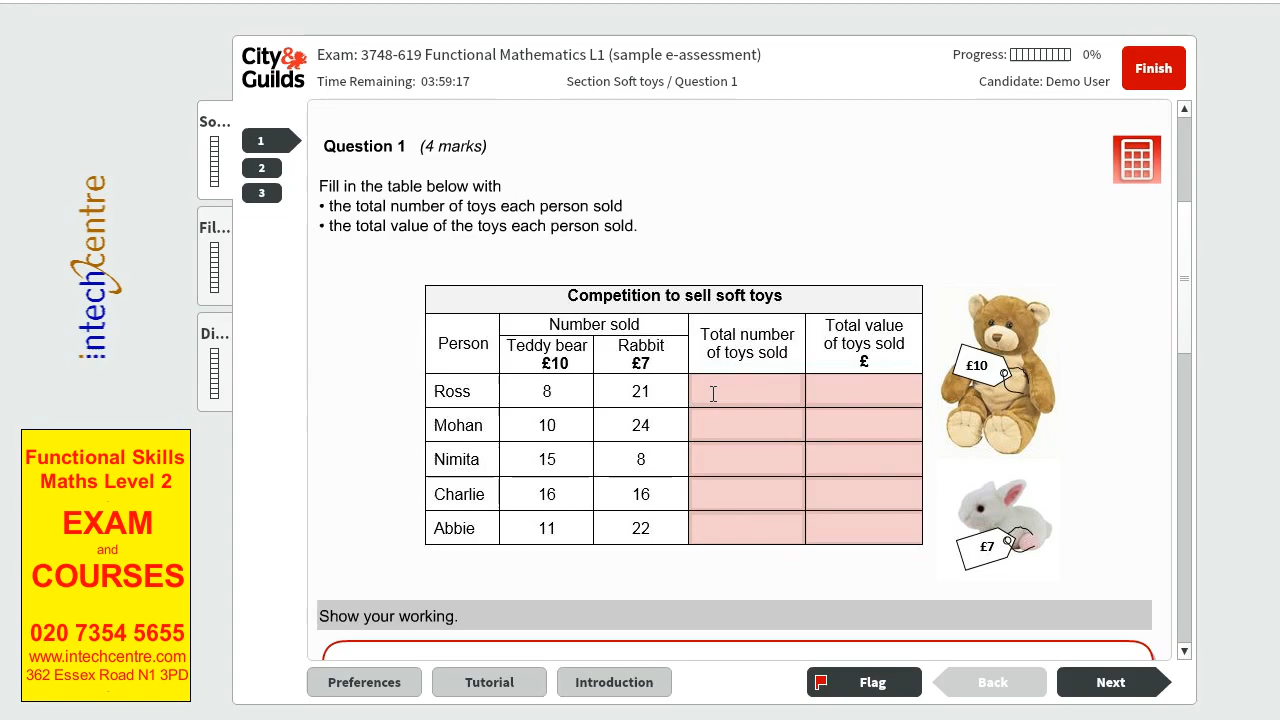 City&
Guilds
Exam: 3748-619 Functional Mathematics L1 (sample e-assessment)
Progress: 0%
Finish
Time Remaining: 03:59:17
Section Soft toys / Question 1
Candidate: Demo User
So...
Fil...
Di...
1
2
3
intechcentre
Question 1 (4 marks)
Fill in the table below with
• the total number of toys each person sold
• the total value of the toys each person sold.
Competition to sell soft toys
Person
Number sold
Teddy bear
£10
Rabbit
£7
Total number
of toys sold
Total value
of toys sold
£
Ross 8 21
Mohan 10 24
Nimita 15 8
Charlie 16 16
Abbie 11 22
£10
£7
Show your working.
Preferences
Tutorial
Introduction
Flag
Back
Next
Functional Skills
Maths Level 2
EXAM
and
COURSES
020 7354 5655
www.intechcentre.com
362 Essex Road N1 3PD